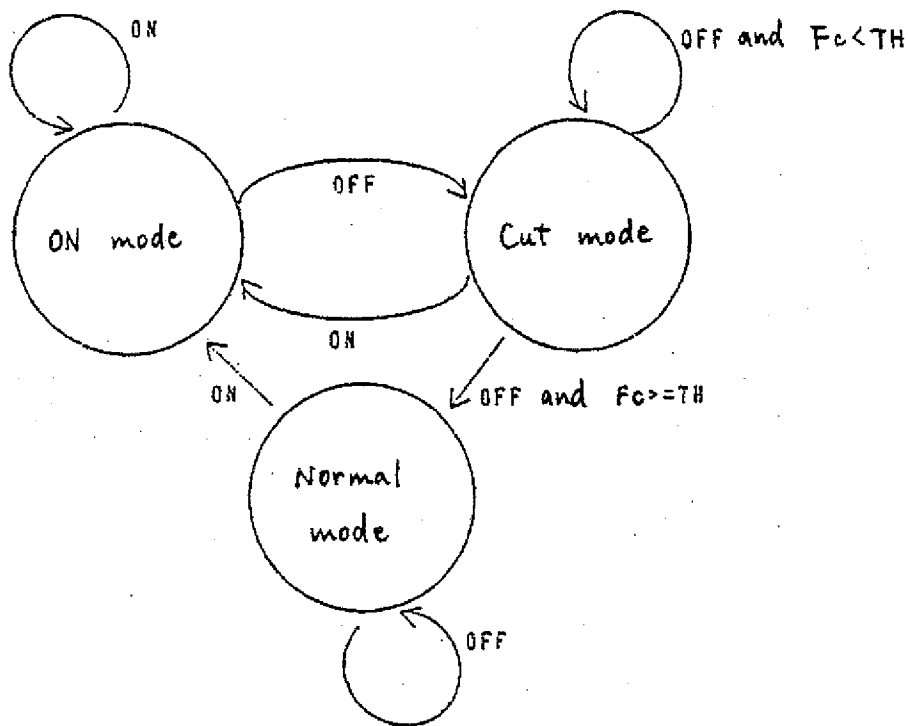 ON
OFF and Fc<TH
OFF
ON mode
Cut mode
ON
ON
OFF and Fc>=TH
Normal
mode
OFF